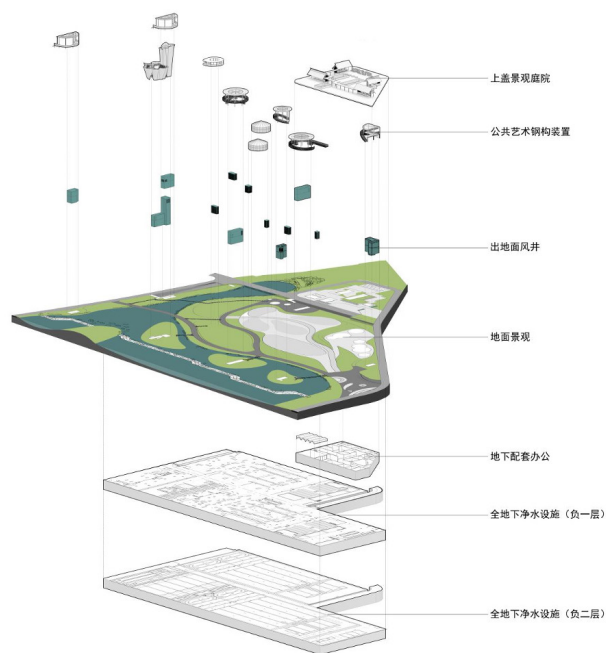 上盖景观庭院
公共艺术钢构装置
出地面风井
地面景观
地下配套办公
全地下净水设施（负一层）
全地下净水设施（负二层）